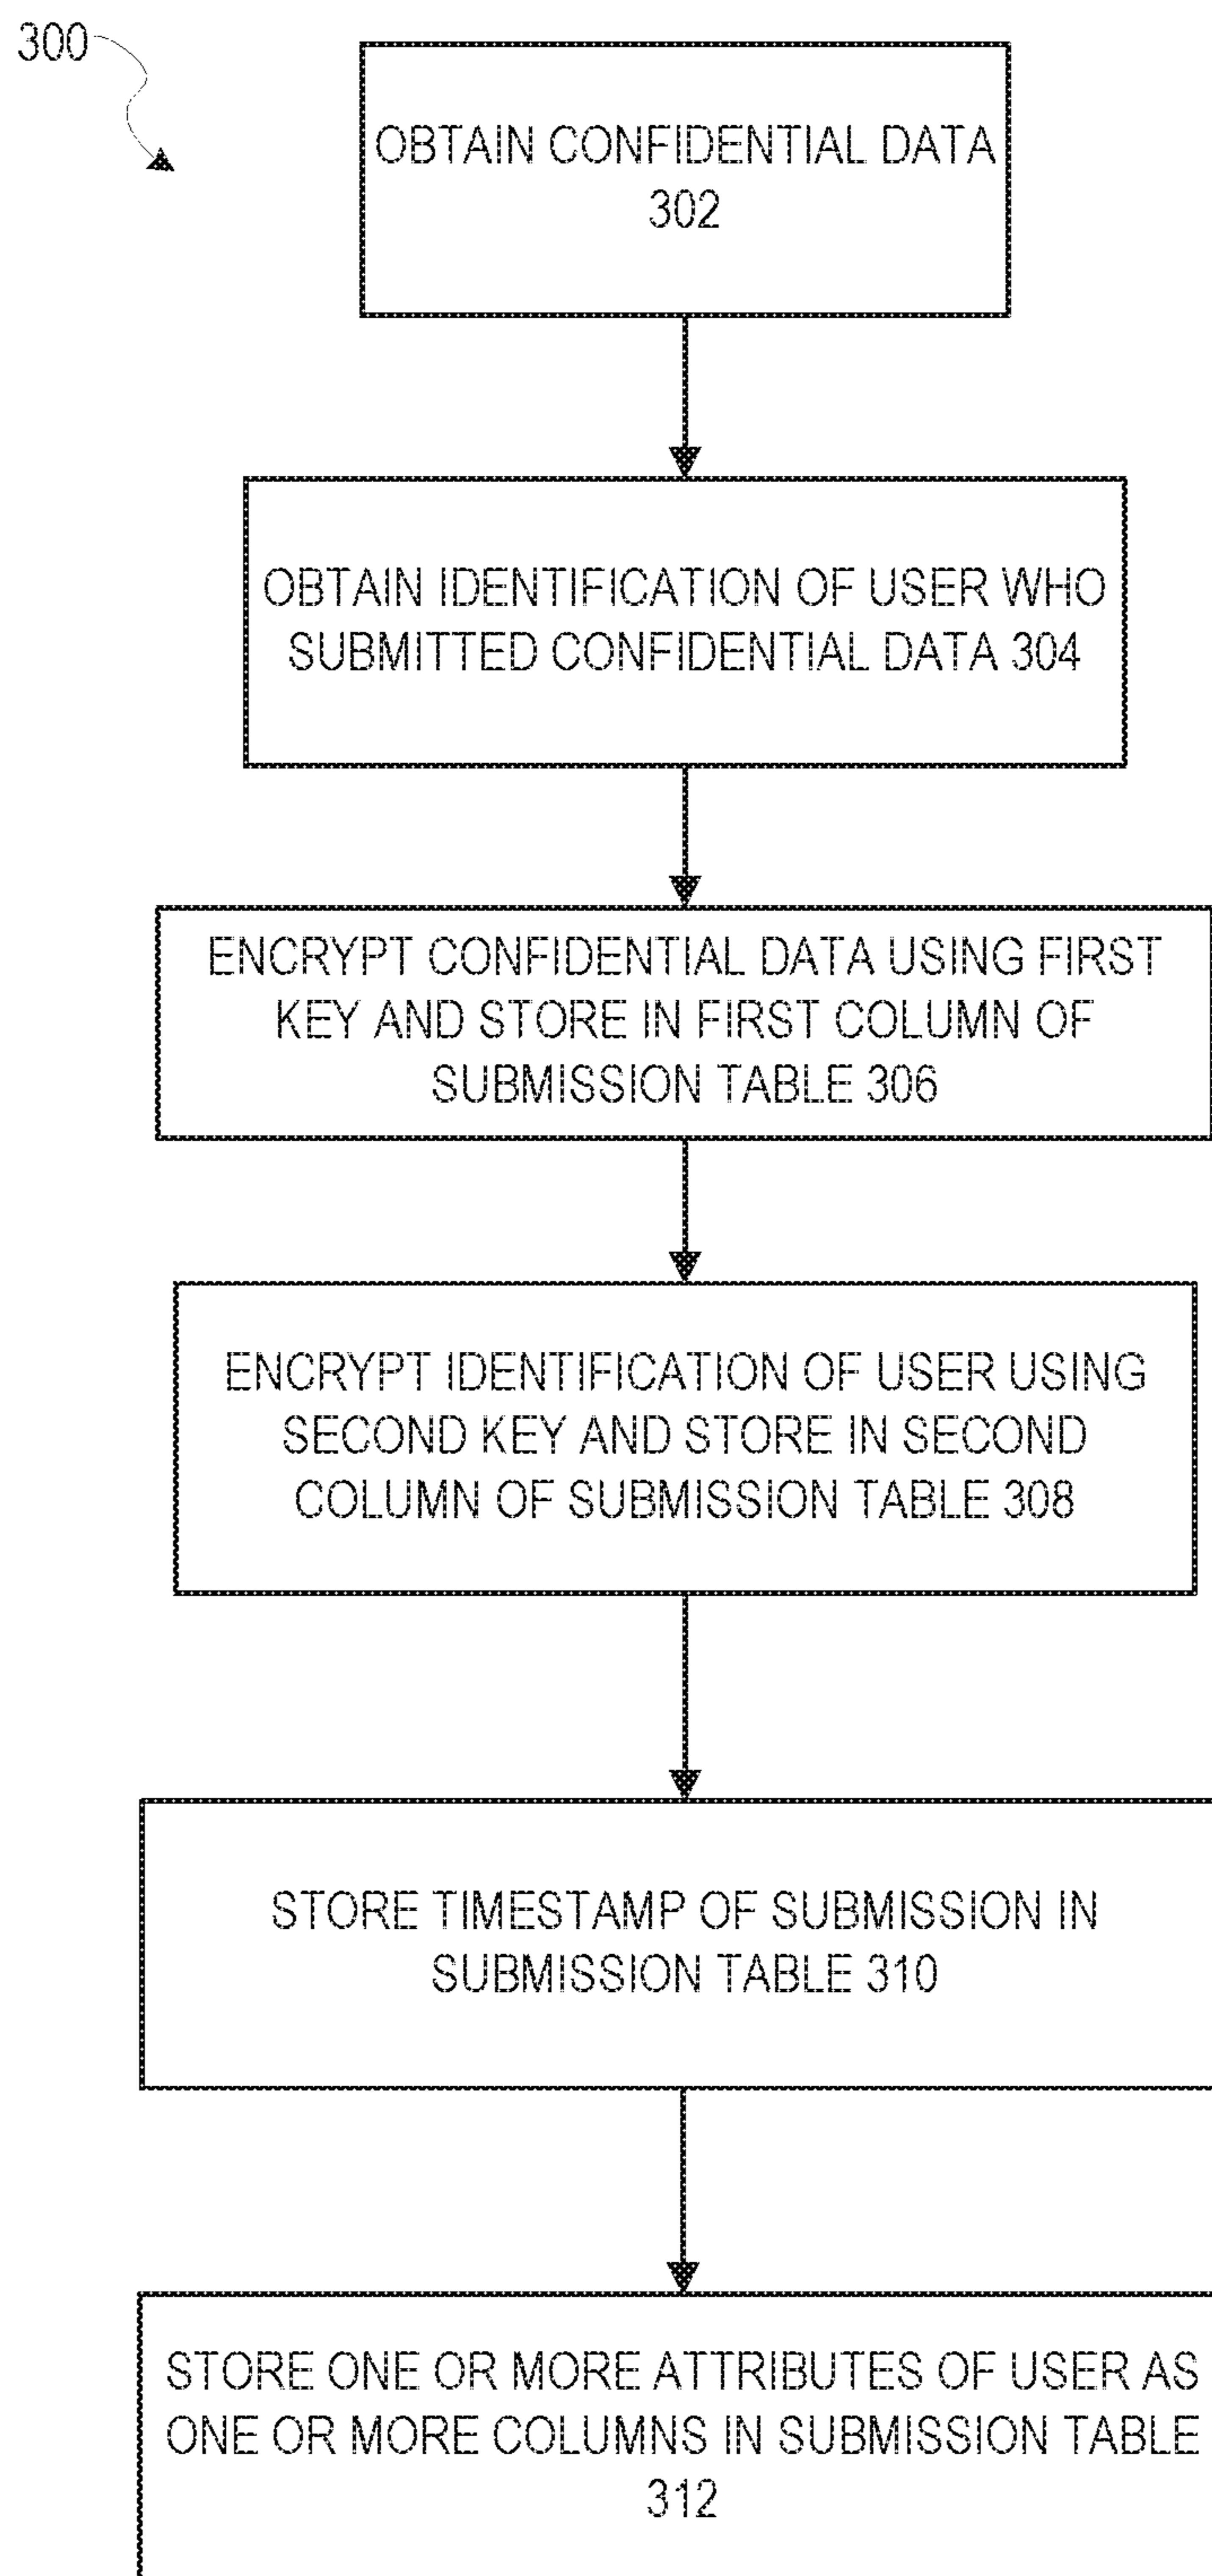 300
OBTAIN CONFIDENTIAL DATA
302
OBTAIN IDENTIFICATION OF USER WHO
SUBMITTED CONFIDENTIAL DATA 304
ENCRYPT CONFIDENTIAL DATA USING FIRST
KEY AND STORE IN FIRST COLUMN OF
SUBMISSION TABLE 306
ENCRYPT IDENTIFICATION OF USER USING
SECOND KEY AND STORE IN SECOND
COLUMN OF SUBMISSION TABLE 308
STORE TIMESTAMP OF SUBMISSION IN
SUBMISSION TABLE 310
STORE ONE OR MORE ATTRIBUTES OF USER AS
ONE OR MORE COLUMNS IN SUBMISSION TABLE
312